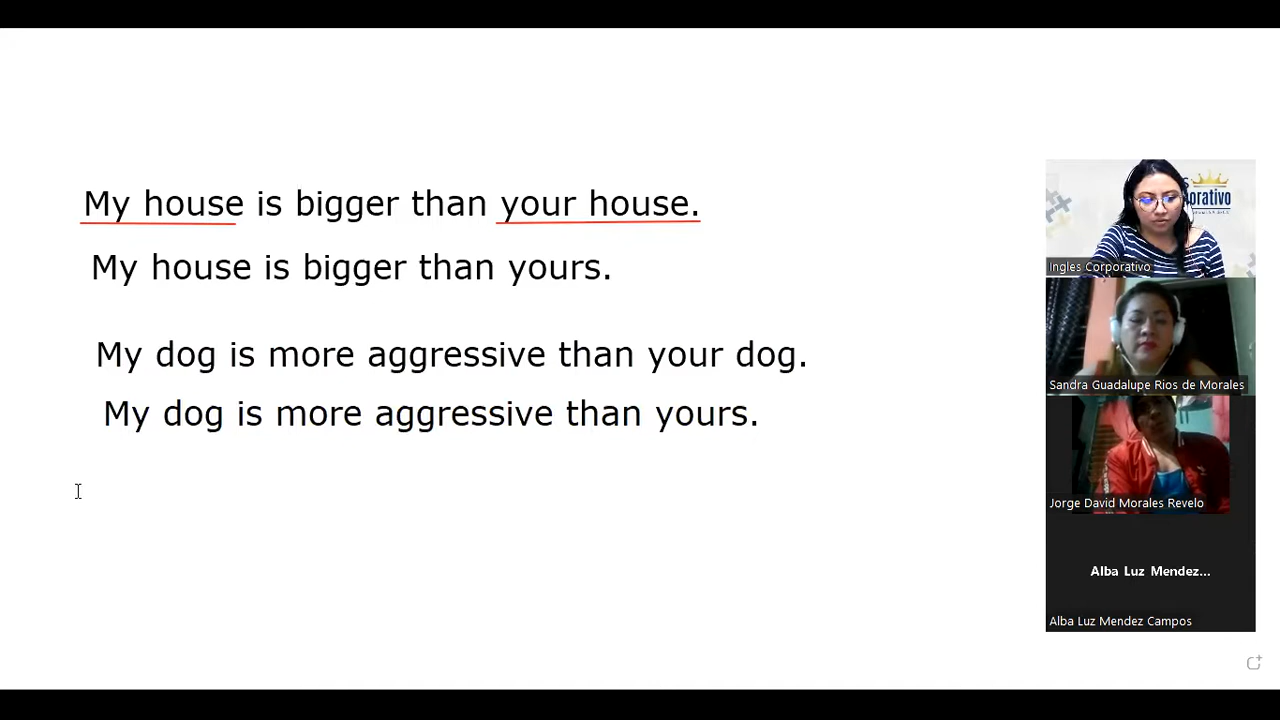 My house is bigger than your house.
My house is bigger than yours.
My dog is more aggressive than your dog.
My dog is more aggressive than yours.
Ingles Corporativo
Sandra Guadalupe Rios de Morales
Jorge David Morales Revelo
Alba Luz Mendez...
Alba Luz Mendez Campos